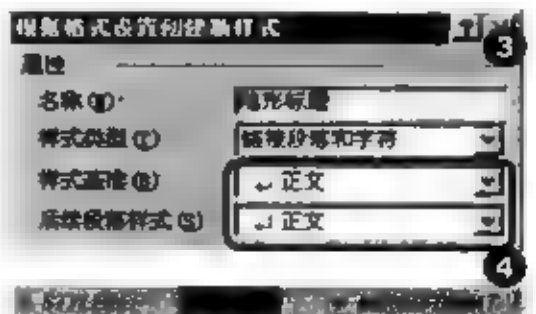 根据格式设置创建新样式
3
属性
名称(N):
样式类型(T)
链接段落和字符
样式基准(B)
↵ 正文
后续段落样式(S)
↵ 正文
4